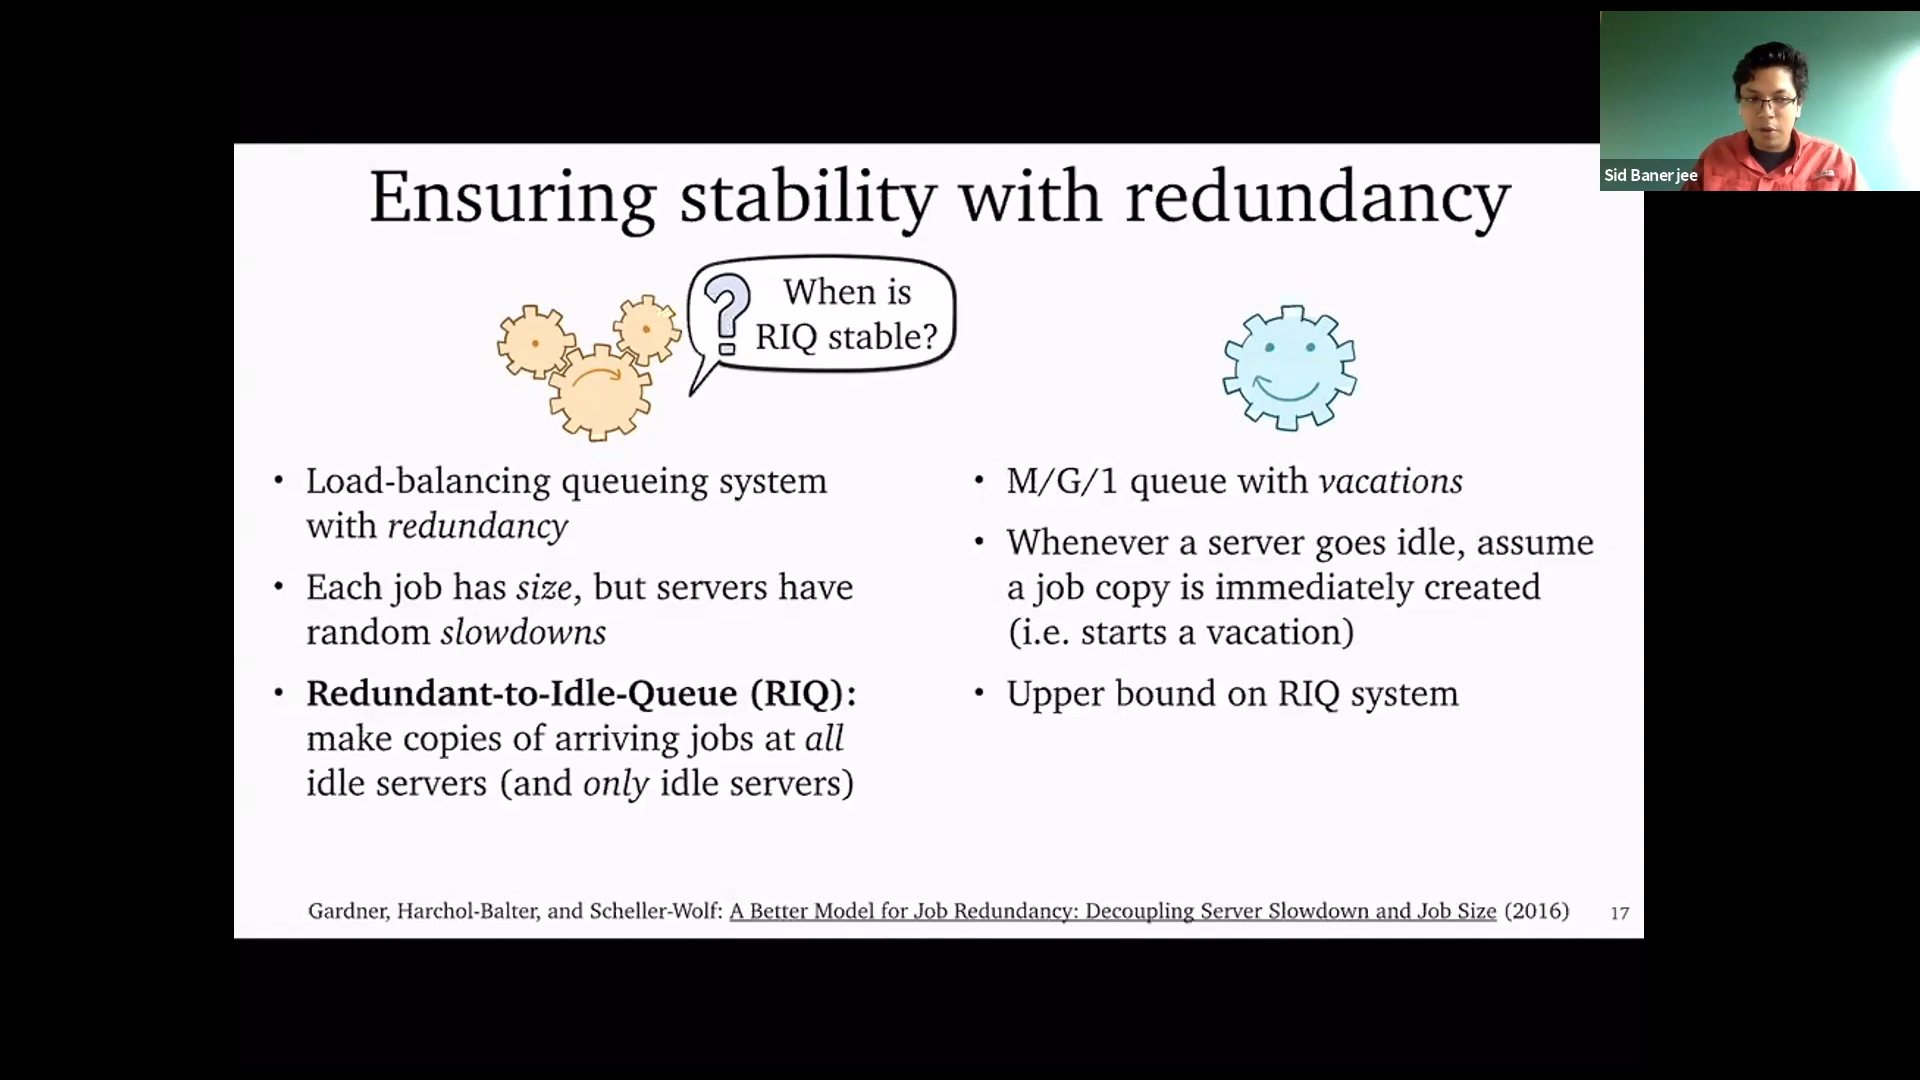 Sid Banerjee
Ensuring stability with redundancy
?
When is
RIQ stable?
• Load-balancing queueing system
with redundancy
• Each job has size, but servers have
random slowdowns
• Redundant-to-Idle-Queue (RIQ):
make copies of arriving jobs at all
idle servers (and only idle servers)
• M/G/1 queue with vacations
• Whenever a server goes idle, assume
a job copy is immediately created
(i.e. starts a vacation)
• Upper bound on RIQ system
Gardner, Harchol-Balter, and Scheller-Wolf: A Better Model for Job Redundancy: Decoupling Server Slowdown and Job Size (2016)
17